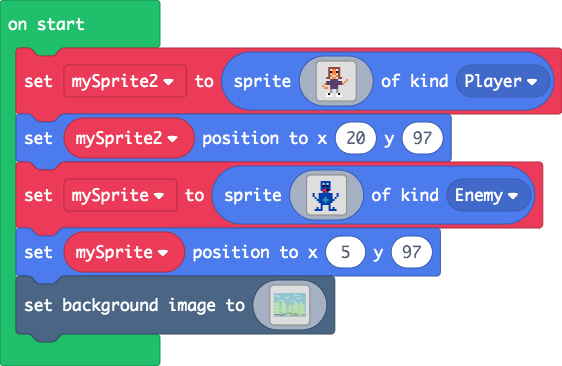 on start
set mySprite2 to sprite of kind Player
set mySprite2 position to x 20 y 97
set mySprite to sprite of kind Enemy
set mySprite position to x 5 y 97
set background image to